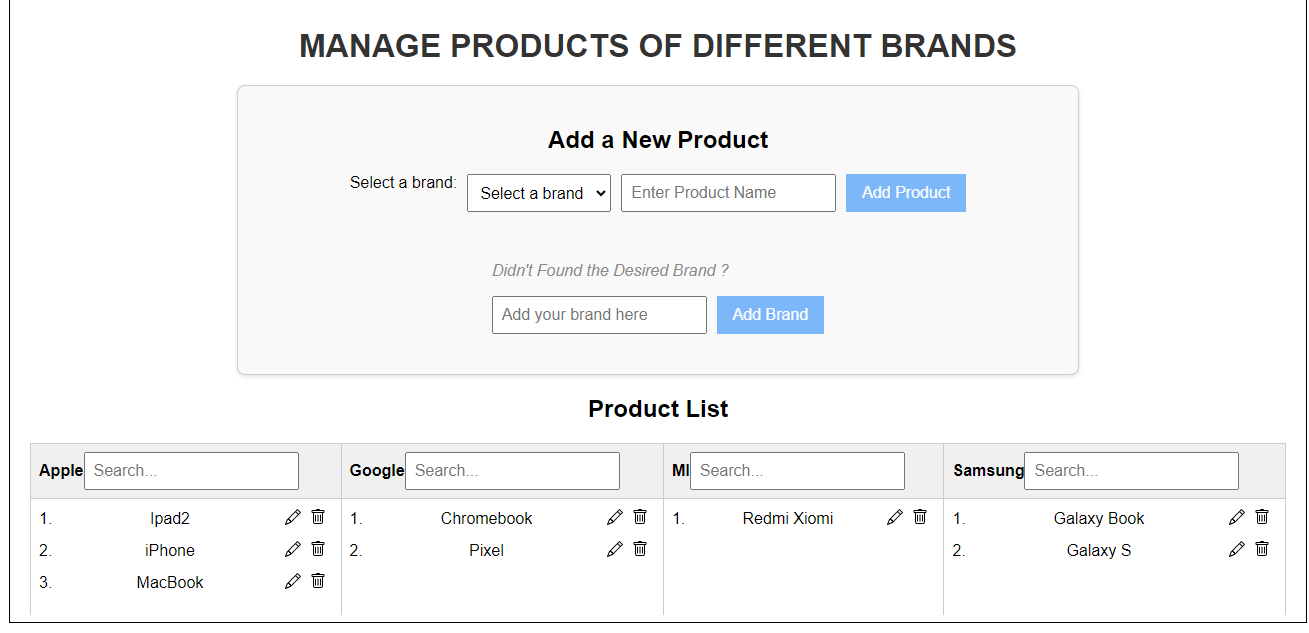 MANAGE PRODUCTS OF DIFFERENT BRANDS
Add a New Product
Select a brand: Select a brand Enter Product Name Add Product
Didn't Found the Desired Brand ?
Add your brand here Add Brand
Product List
Apple Search... Google Search... MI Search... Samsung Search...
1. Ipad2 1. Chromebook 1. Redmi Xiomi 1. Galaxy Book
2. iPhone 2. Pixel 2. Galaxy S
3. MacBook